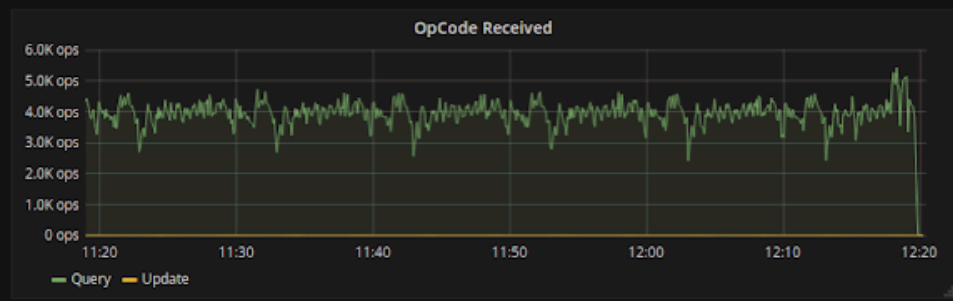 OpCode Received
6.0K ops
5.0K ops
4.0K ops
3.0K ops
2.0K ops
1.0K ops
0 ops
11:20 11:30 11:40 11:50 12:00 12:10 12:20
Query Update